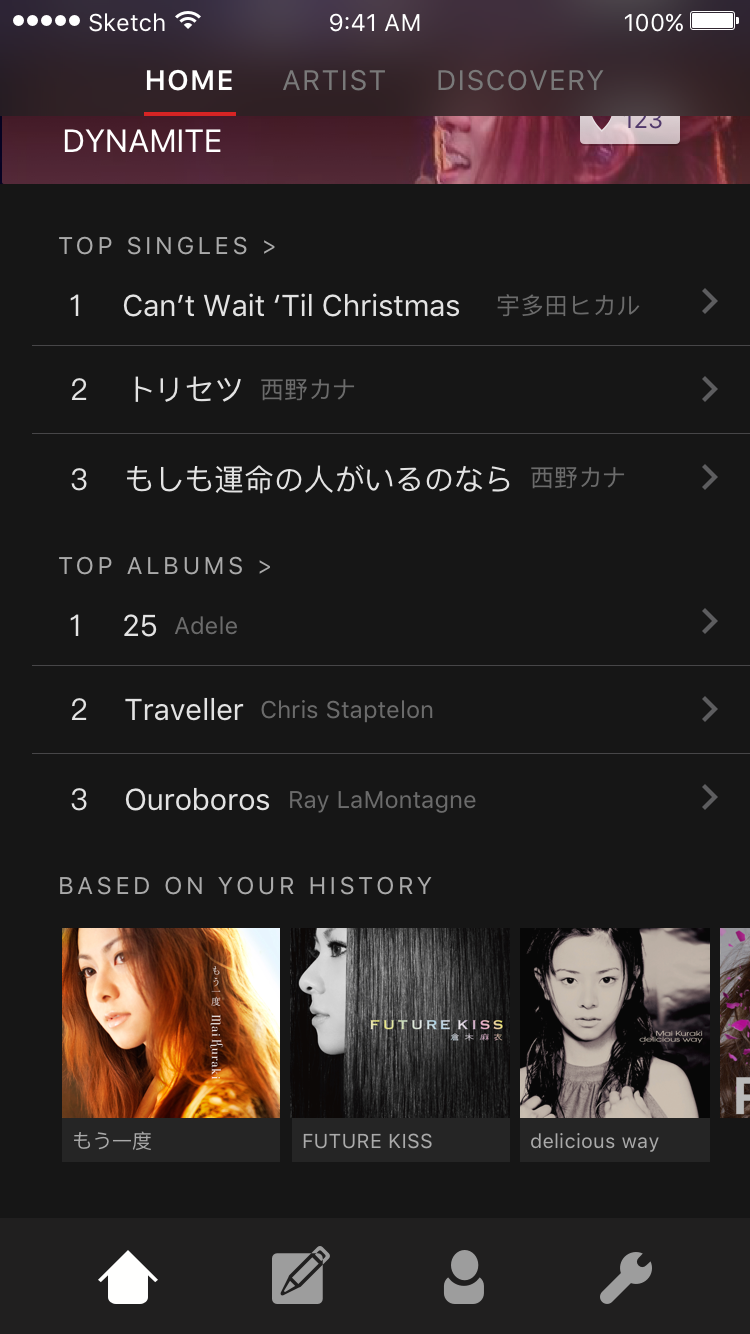 Sketch 9:41 AM 100%
HOME ARTIST DISCOVERY
123
DYNAMITE
TOP SINGLES >
1 Can’t Wait ‘Til Christmas 宇多田ヒカル
2 トリセツ 西野カナ
3 もしも運命の人がいるのなら 西野カナ
TOP ALBUMS >
1 25 Adele
2 Traveller Chris Staptelon
3 Ouroboros Ray LaMontagne
BASED ON YOUR HISTORY
もう一度 Mai Kuraki
FUTURE KISS
倉木麻衣
Mai Kuraki
delicious way
もう一度
FUTURE KISS
delicious way